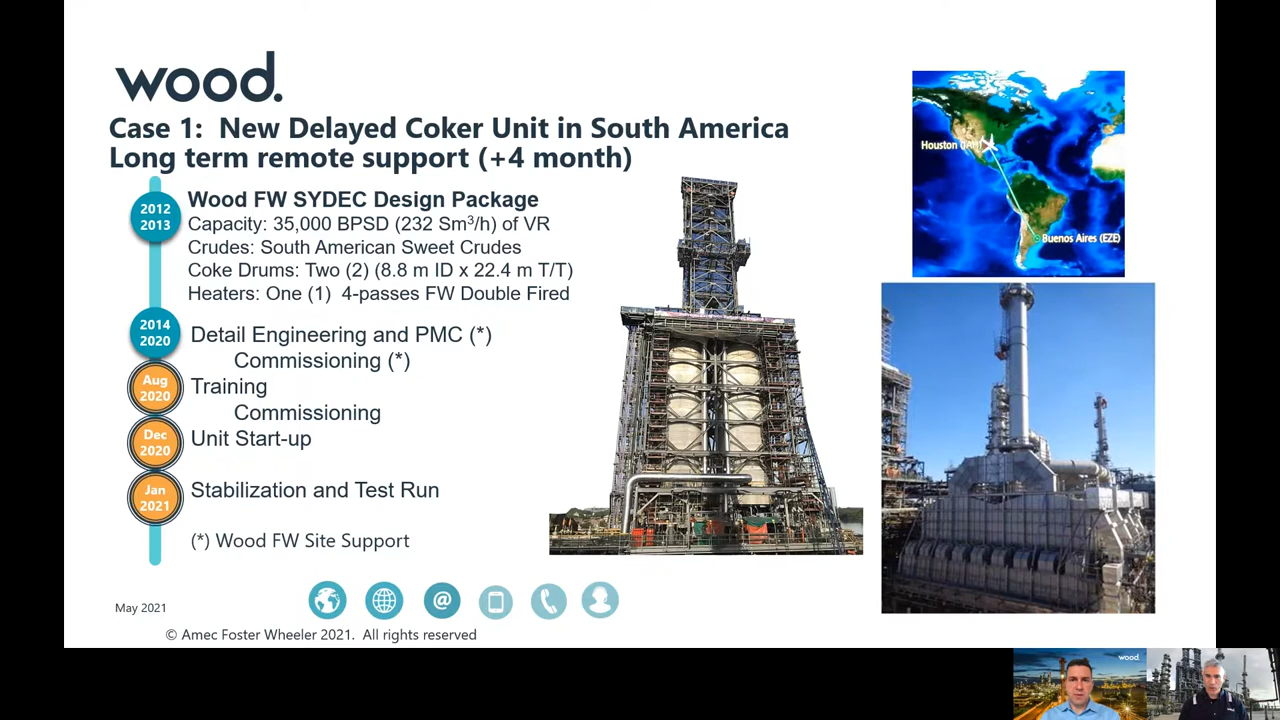 wood.
Case 1: New Delayed Coker Unit in South America
Long term remote support (+4 month)
2012
2013
Wood FW SYDEC Design Package
Capacity: 35,000 BPSD (232 Sm³/h) of VR
Crudes: South American Sweet Crudes
Coke Drums: Two (2) (8.8 m ID x 22.4 m T/T)
Heaters: One (1) 4-passes FW Double Fired
2014
2020
Detail Engineering and PMC (*)
Commissioning (*)
Aug
2020
Training
Commissioning
Dec
2020
Unit Start-up
Jan
2021
Stabilization and Test Run
(*) Wood FW Site Support
Houston (IAH)
Buenos Aires (EZE)
@
May 2021
© Amec Foster Wheeler 2021. All rights reserved
wood.